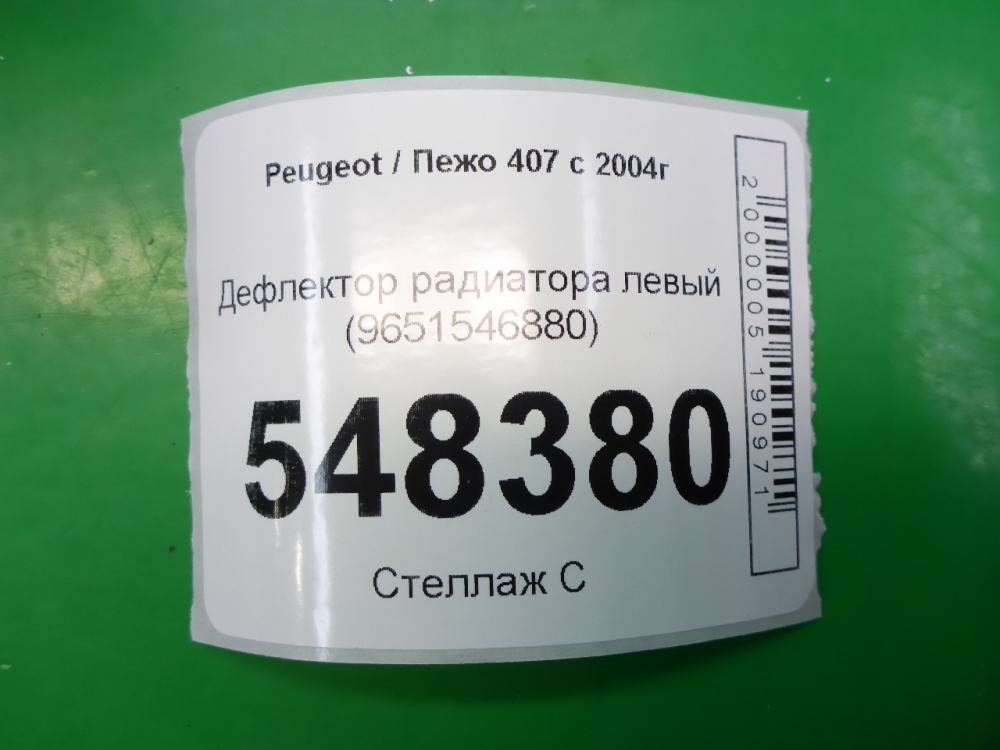 Peugeot / Пежо 407 с 2004г
Дефлектор радиатора левый
(9651546880)
548380
Стеллаж С
2000005190971